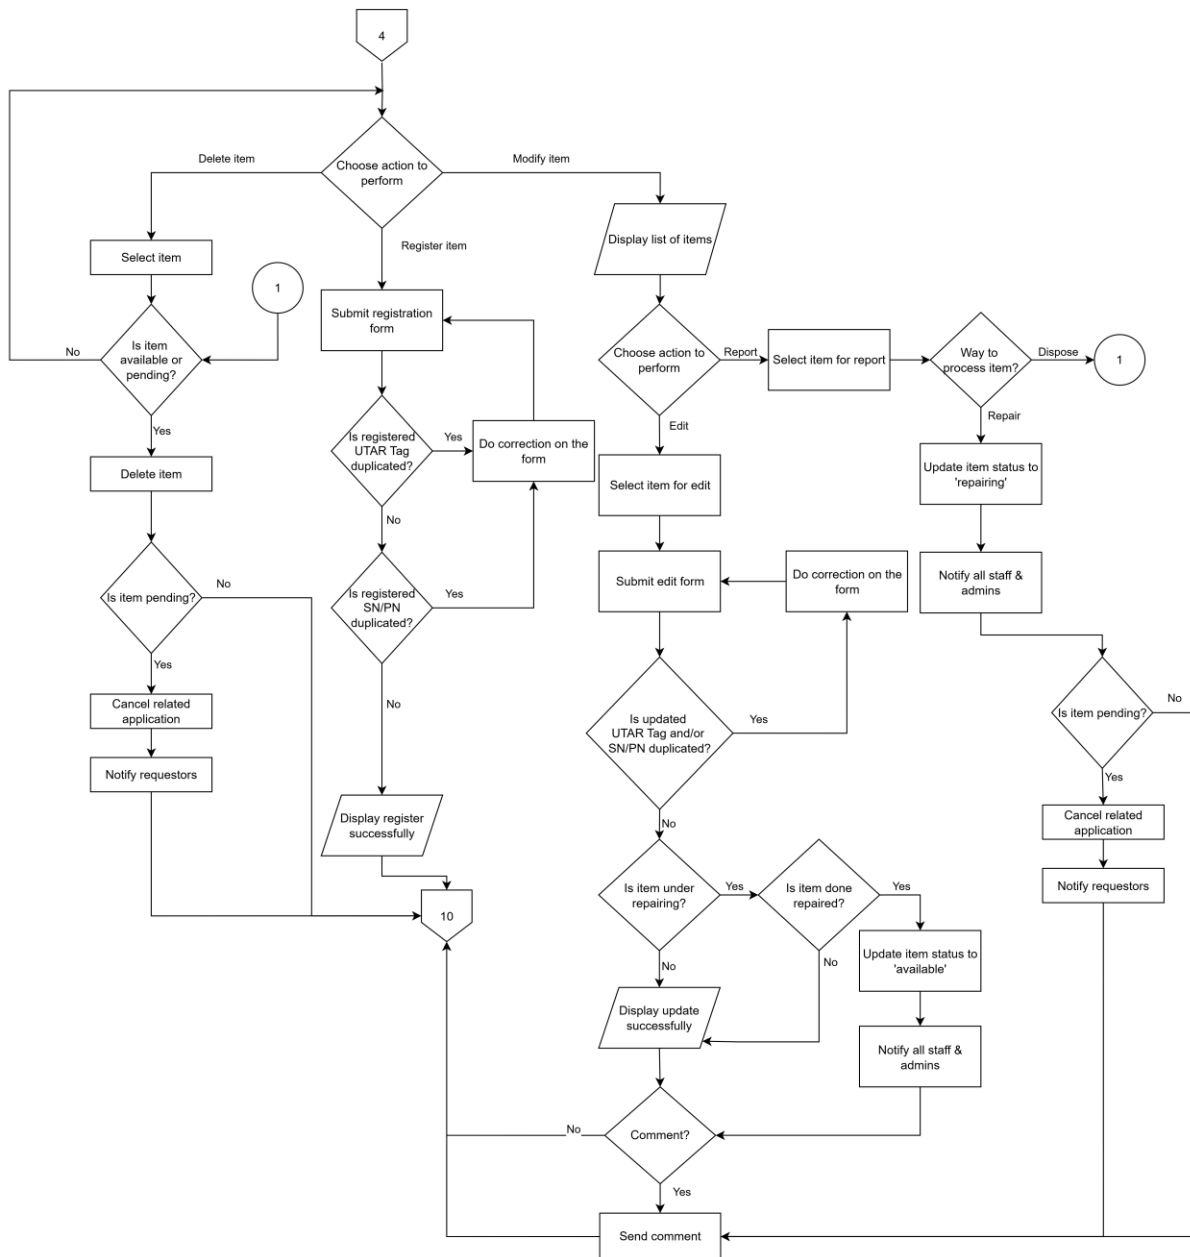 4
Delete item
Choose action to
perform
Modify item
Register item
Display list of items
Select item
1
Submit registration
form
No
Is item
available or
pending?
Choose action to
perform
Report
Select item for report
Way to
process item?
Dispose
1
Yes
Edit
Repair
Is registered
UTAR Tag
duplicated?
Yes
Do correction on the
form
Delete item
Select item for edit
Update item status to
'repairing'
No
No
Is item pending?
Is registered
SN/PN
duplicated?
Yes
Submit edit form
Do correction on the
form
Notify all staff &
admins
Yes
Cancel related
application
No
Is updated
UTAR Tag and/or
SN/PN duplicated?
Yes
Is item pending?
No
Notify requestors
Yes
Display register
successfully
No
Cancel related
application
Is item under
repairing?
Yes
Is item done
repaired?
Yes
Notify requestors
10
No
No
Update item status to
'available'
Display update
successfully
Notify all staff &
admins
No
Comment?
Yes
Send comment